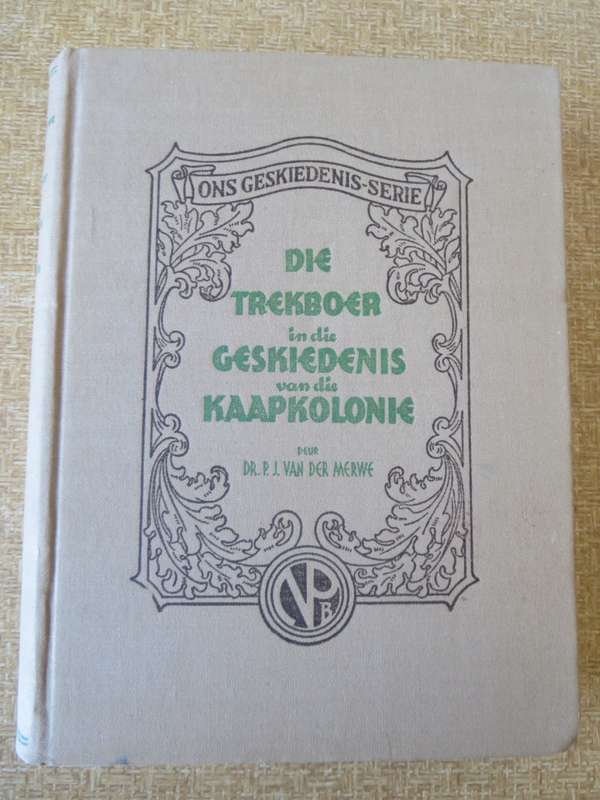 ONS GESKIEDENIS-SERIE
DIE
TREKBOER
in die
GESKIEDENIS
van die
KAAPKOLONIE
DEUR
DR. P. J. VAN DER MERWE
NPB